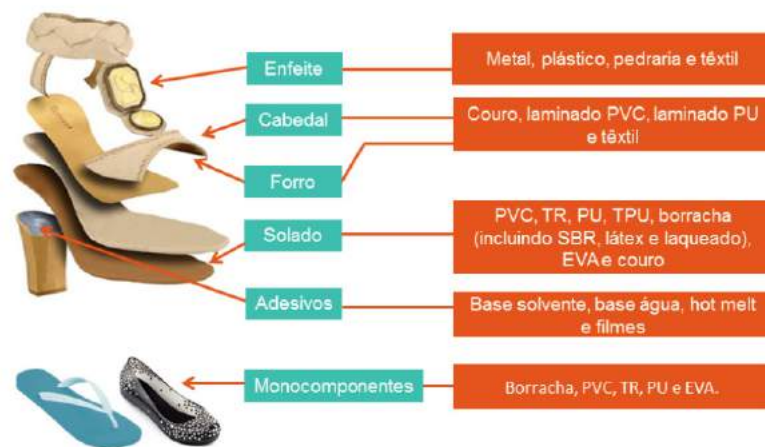 Enfeite
Metal, plástico, pedraria e têxtil
Cabedal
Couro, laminado PVC, laminado PU
e têxtil
Forro
Solado
PVC, TR, PU, TPU, borracha
(incluindo SBR, látex e laqueado),
EVA e couro
Adesivos
Base solvente, base água, hot melt
e filmes
Monocomponentes
Borracha, PVC, TR, PU e EVA.